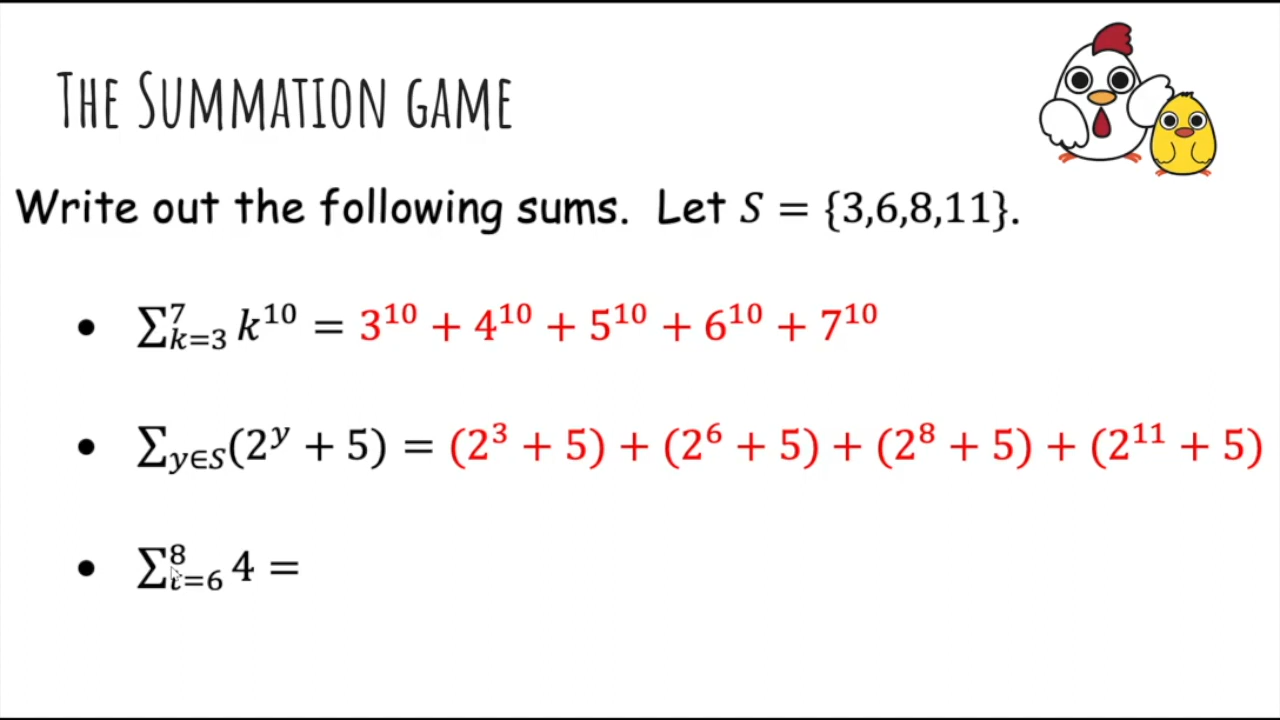 THE SUMMATION GAME
Write out the following sums. Let S = {3,6,8,11}.
• ∑_{k=3}^{7} k^{10} = 3^{10} + 4^{10} + 5^{10} + 6^{10} + 7^{10}
• ∑_{y∈S}(2^y + 5) = (2^3 + 5) + (2^6 + 5) + (2^8 + 5) + (2^{11} + 5)
• ∑_{t=6}^{8} 4 =